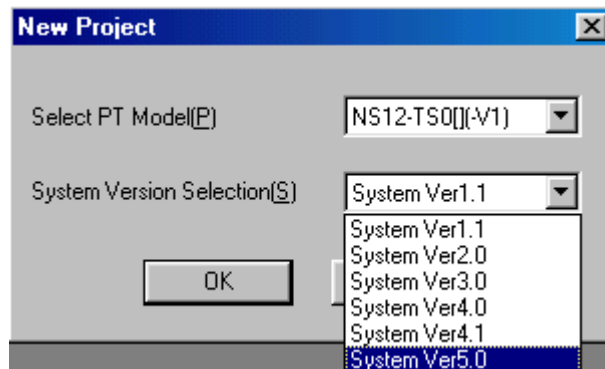 New Project
Select PT Model(P)
NS12-TS0[](-V1)
System Version Selection(S)
System Ver1.1
System Ver1.1
System Ver2.0
System Ver3.0
System Ver4.0
System Ver4.1
System Ver5.0
OK